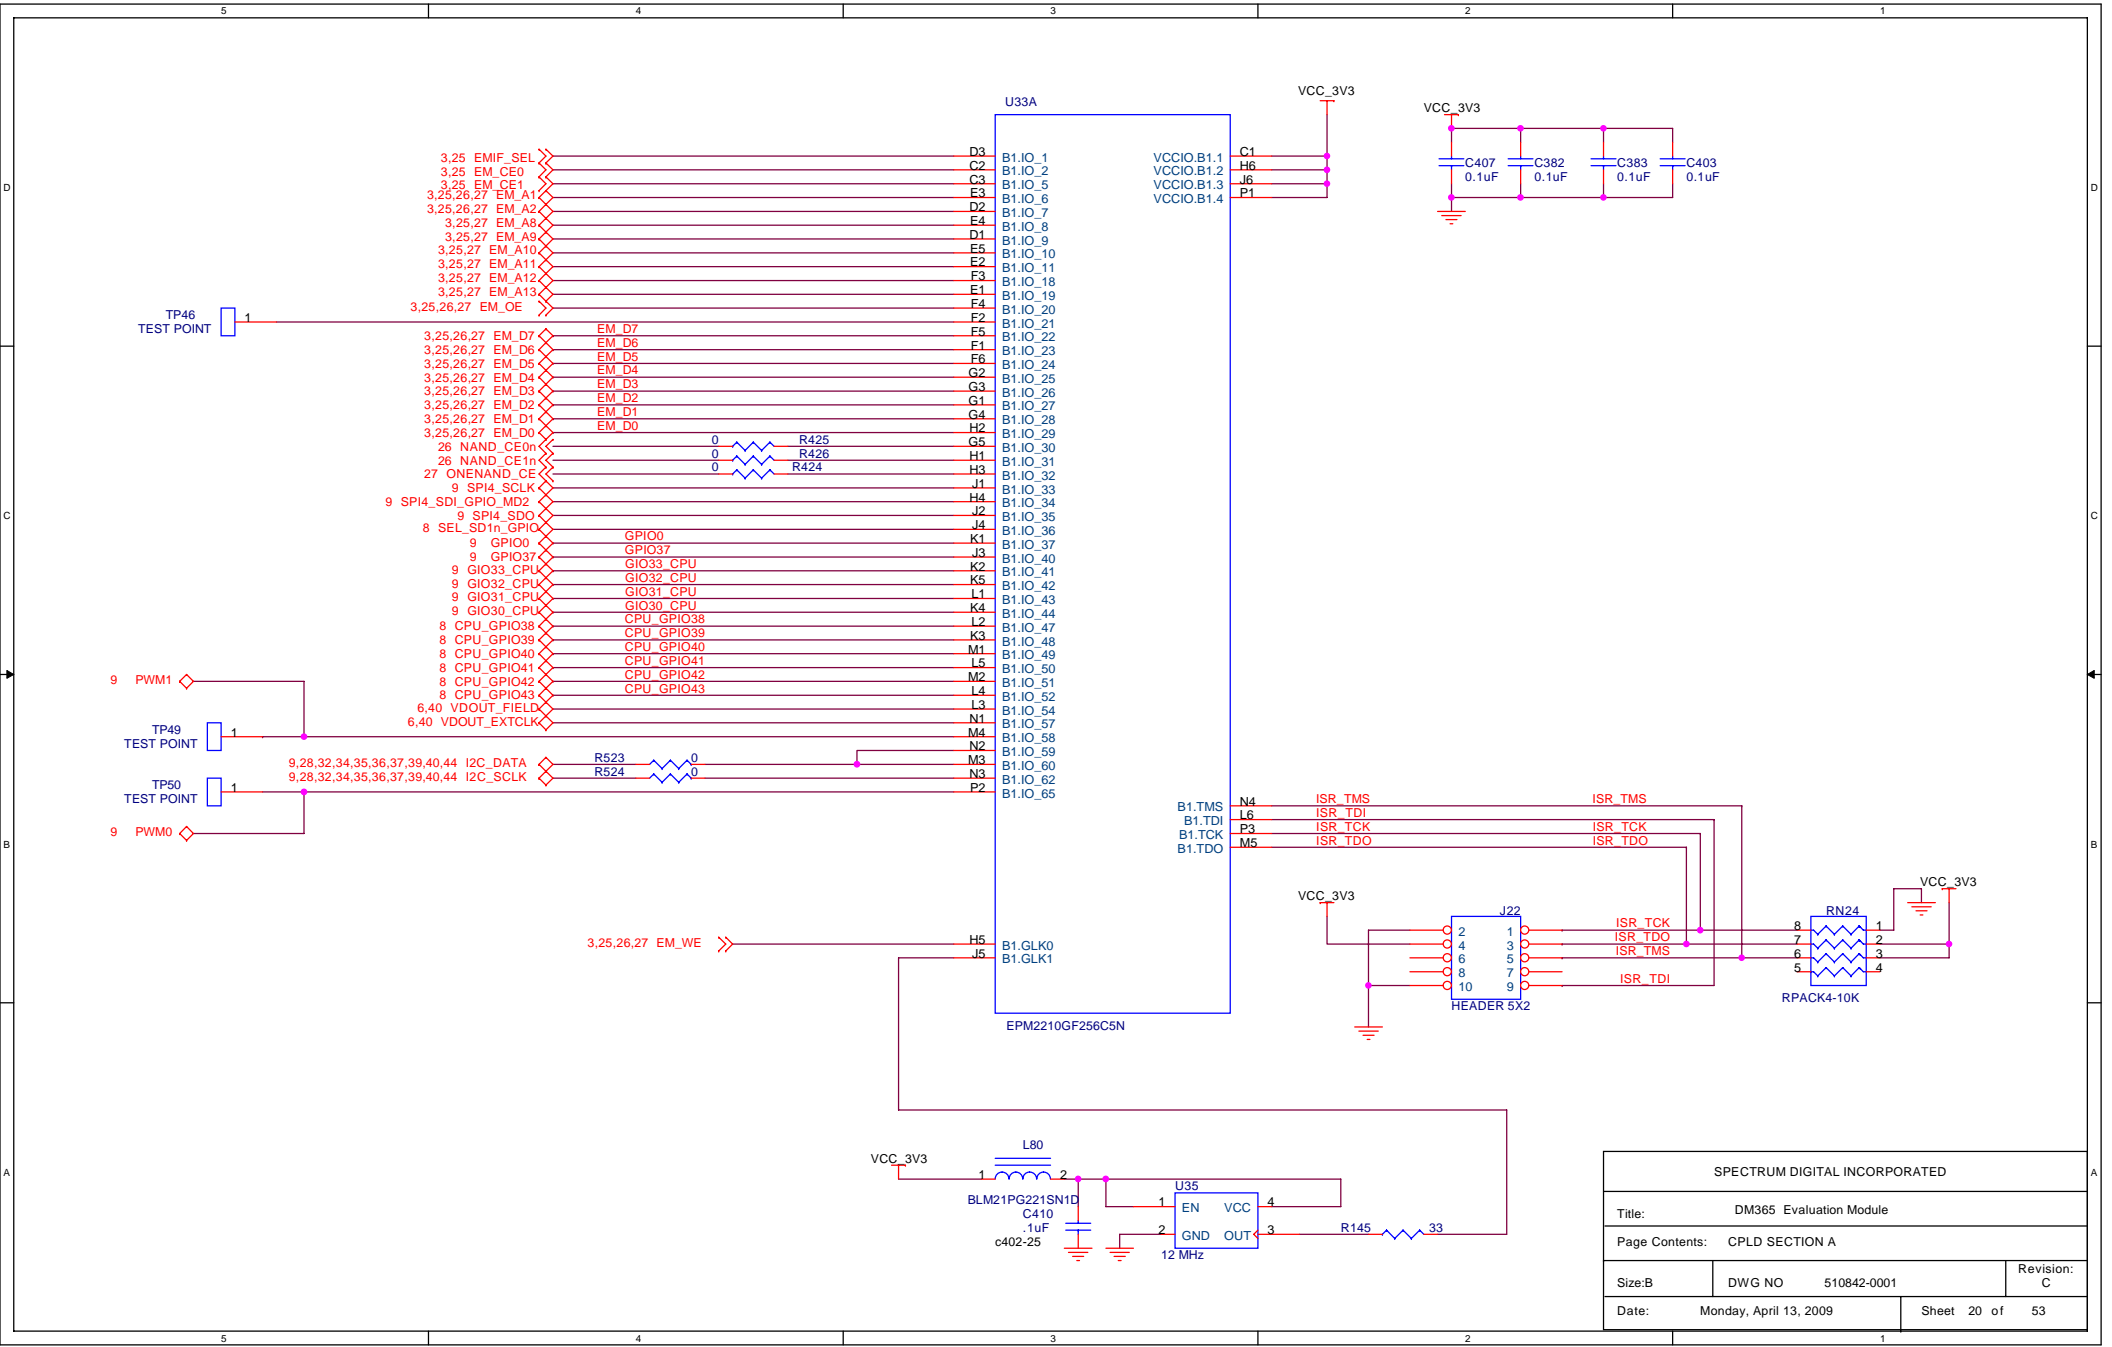 5 4 3 2 1
D
C
B
A
D
C
B
A
U33A
EPM2210GF256C5N
3,25 EMIF_SEL D3 B1.IO_1
3,25 EM_CE0 C2 B1.IO_2
3,25 EM_CE1 C3 B1.IO_5
3,25,26,27 EM_A1 E3 B1.IO_6
3,25,26,27 EM_A2 D2 B1.IO_7
3,25,27 EM_A8 E4 B1.IO_8
3,25,27 EM_A9 D1 B1.IO_9
3,25,27 EM_A10 E5 B1.IO_10
3,25,27 EM_A11 E2 B1.IO_11
3,25,27 EM_A12 F3 B1.IO_18
3,25,27 EM_A13 E1 B1.IO_19
3,25,26,27 EM_OE F4 B1.IO_20
TP46
TEST POINT 1 F2 B1.IO_21
3,25,26,27 EM_D7 EM_D7 F5 B1.IO_22
3,25,26,27 EM_D6 EM_D6 F1 B1.IO_23
3,25,26,27 EM_D5 EM_D5 F6 B1.IO_24
3,25,26,27 EM_D4 EM_D4 G2 B1.IO_25
3,25,26,27 EM_D3 EM_D3 G3 B1.IO_26
3,25,26,27 EM_D2 EM_D2 G1 B1.IO_27
3,25,26,27 EM_D1 EM_D1 G4 B1.IO_28
3,25,26,27 EM_D0 EM_D0 H2 B1.IO_29
26 NAND_CE0n 0 R425 G5 B1.IO_30
26 NAND_CE1n 0 R426 H1 B1.IO_31
27 ONENAND_CE 0 R424 H3 B1.IO_32
9 SPI4_SCLK J1 B1.IO_33
9 SPI4_SDI_GPIO_MD2 H4 B1.IO_34
9 SPI4_SDO J2 B1.IO_35
8 SEL_SD1n_GPIO J4 B1.IO_36
9 GPIO0 GPIO0 K1 B1.IO_37
9 GPIO37 GPIO37 J3 B1.IO_40
9 GIO33_CPU GIO33_CPU K2 B1.IO_41
9 GIO32_CPU GIO32_CPU K5 B1.IO_42
9 GIO31_CPU GIO31_CPU L1 B1.IO_43
9 GIO30_CPU GIO30_CPU K4 B1.IO_44
8 CPU_GPIO38 CPU_GPIO38 L2 B1.IO_47
8 CPU_GPIO39 CPU_GPIO39 K3 B1.IO_48
8 CPU_GPIO40 CPU_GPIO40 M1 B1.IO_49
8 CPU_GPIO41 CPU_GPIO41 L5 B1.IO_50
8 CPU_GPIO42 CPU_GPIO42 M2 B1.IO_51
8 CPU_GPIO43 CPU_GPIO43 L4 B1.IO_52
6,40 VDOUT_FIELD L3 B1.IO_54
6,40 VDOUT_EXTCLK N1 B1.IO_57
9 PWM1
TP49
TEST POINT 1 M4 B1.IO_58
N2 B1.IO_59
9,28,32,34,35,36,37,39,40,44 I2C_DATA R523 0 M3 B1.IO_60
9,28,32,34,35,36,37,39,40,44 I2C_SCLK R524 0 N3 B1.IO_62
TP50
TEST POINT 1 P2 B1.IO_65
9 PWM0
3,25,26,27 EM_WE H5 B1.GLK0
J5 B1.GLK1
VCC_3V3
VCCIO.B1.1 C1
VCCIO.B1.2 H6
VCCIO.B1.3 J6
VCCIO.B1.4 P1
VCC_3V3
C407 C382 C383 C403
0.1uF 0.1uF 0.1uF 0.1uF
B1.TMS N4 ISR_TMS ISR_TMS
B1.TDI L6 ISR_TDI
B1.TCK P3 ISR_TCK ISR_TCK
B1.TDO M5 ISR_TDO ISR_TDO
VCC_3V3 VCC_3V3
J22 RN24
2 1 ISR_TCK 8 1
4 3 ISR_TDO 7 2
6 5 ISR_TMS 6 3
8 7 5 4
10 9 ISR_TDI
HEADER 5X2
RPACK4-10K
L80
VCC_3V3 1 2
BLM21PG221SN1D
C410
.1uF
c402-25
U35
1 EN VCC 4
2 GND OUT 3
12 MHz
R145 33
SPECTRUM DIGITAL INCORPORATED
Title: DM365 Evaluation Module
Page Contents: CPLD SECTION A
Size:B DWG NO 510842-0001 Revision: C
Date: Monday, April 13, 2009 Sheet 20 of 53
5 4 3 2 1